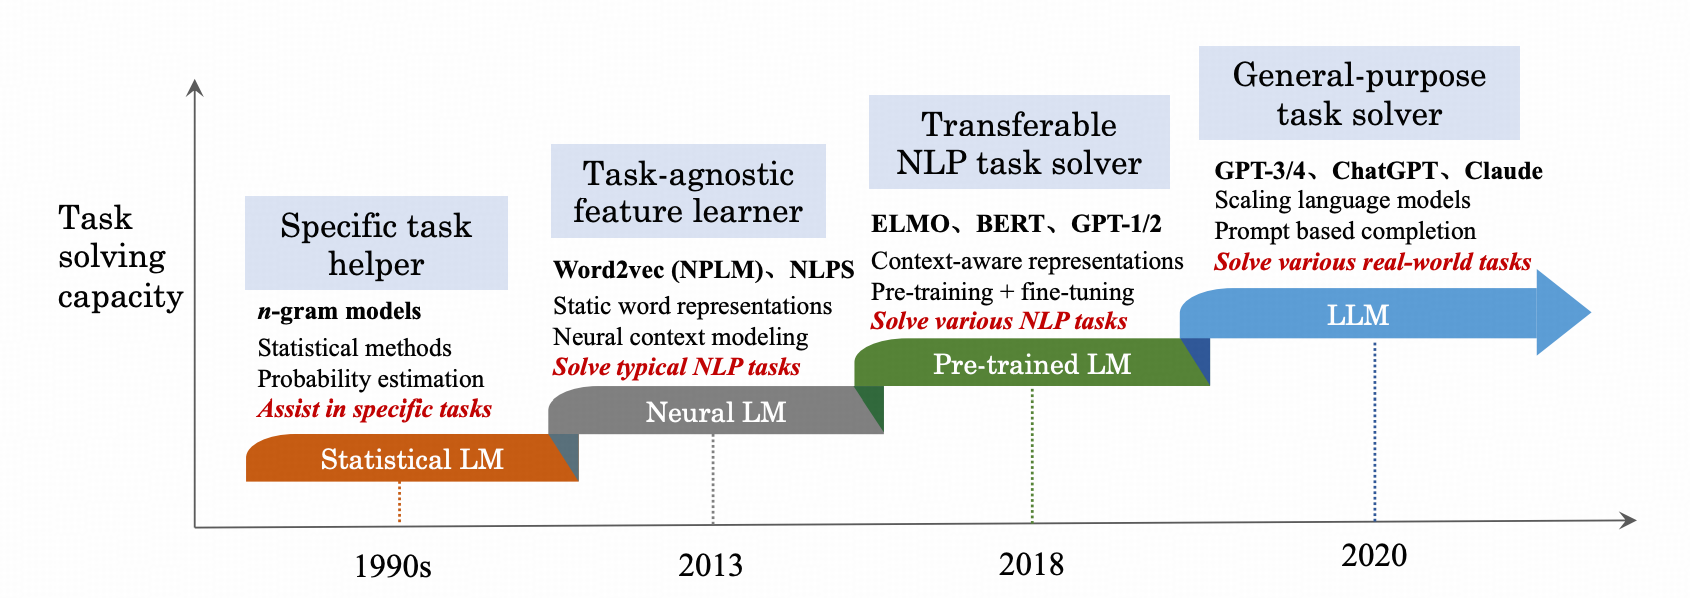 Task
solving
capacity
Specific task
helper
n-gram models
Statistical methods
Probability estimation
Assist in specific tasks
Statistical LM
1990s
Task-agnostic
feature learner
Word2vec (NPLM)、NLPS
Static word representations
Neural context modeling
Solve typical NLP tasks
Neural LM
2013
Transferable
NLP task solver
ELMO、BERT、GPT-1/2
Context-aware representations
Pre-training + fine-tuning
Solve various NLP tasks
Pre-trained LM
2018
General-purpose
task solver
GPT-3/4、ChatGPT、Claude
Scaling language models
Prompt based completion
Solve various real-world tasks
LLM
2020